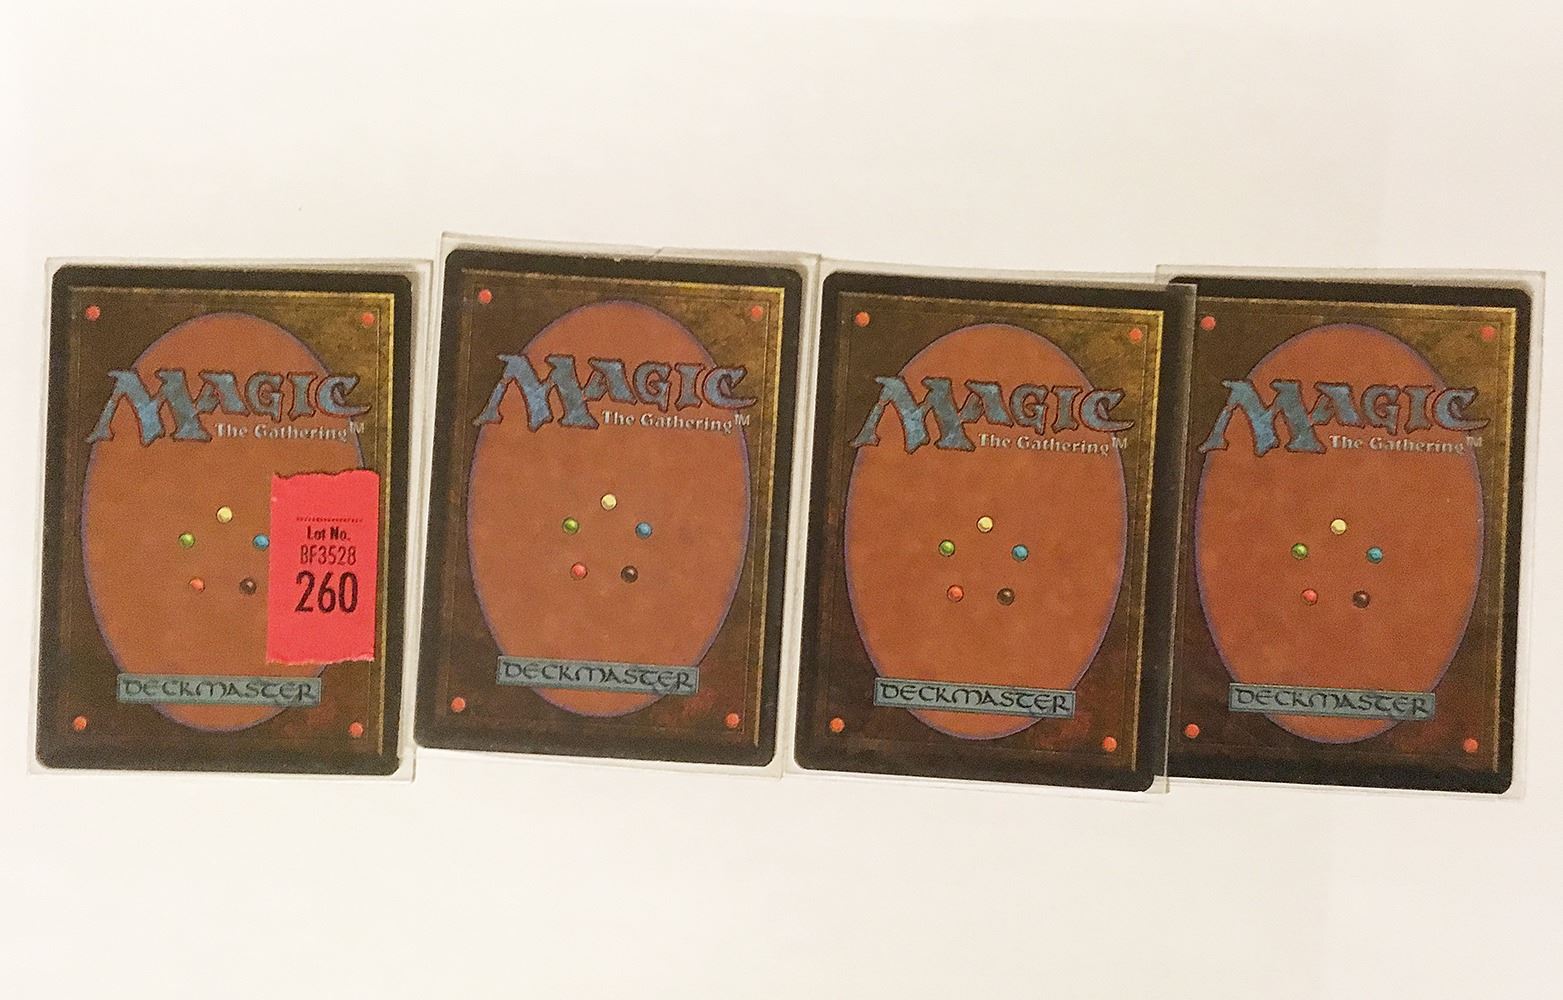 MAGIC
The Gathering™
Lot No.
BF3528
260
DECKMASTER
MAGIC
The Gathering™
DECKMASTER
MAGIC
The Gathering™
DECKMASTER
MAGIC
The Gathering™
DECKMASTER